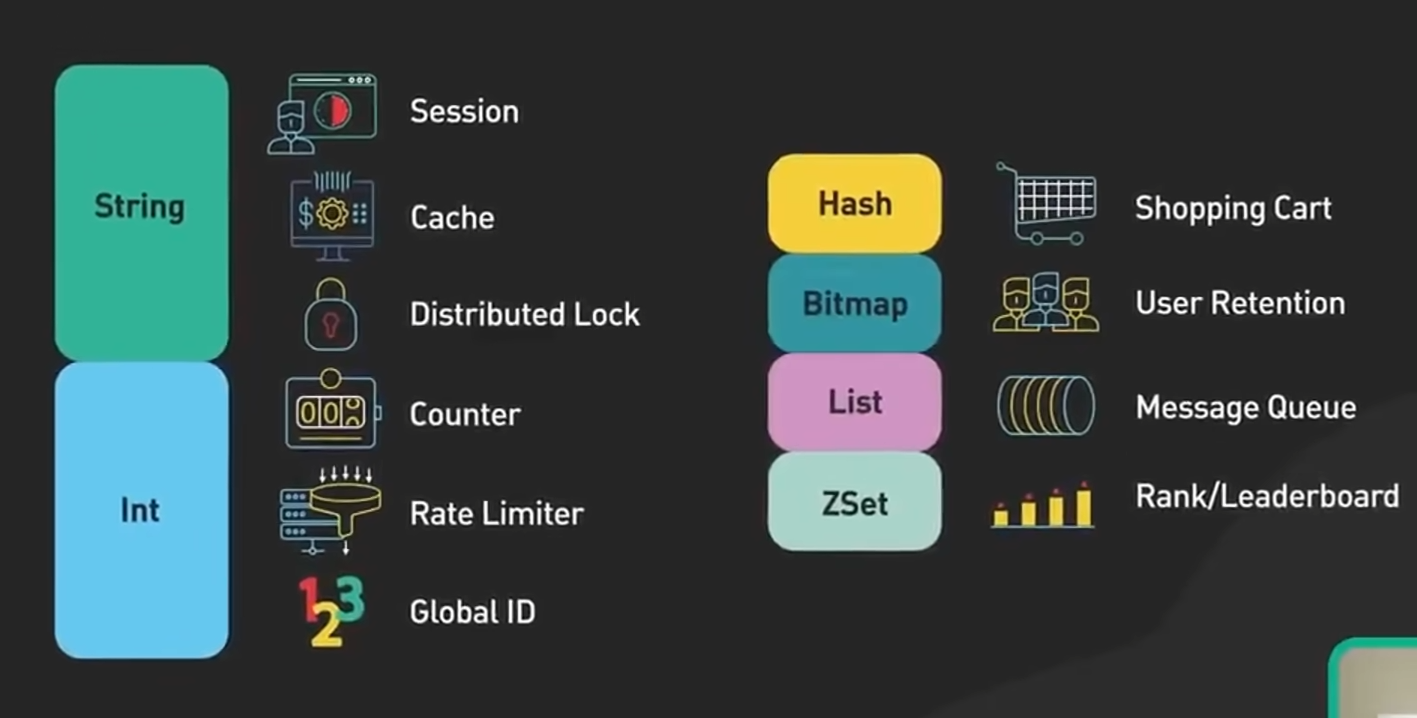 String
Session
Cache
Distributed Lock
Int
Counter
Rate Limiter
Global ID
Hash
Shopping Cart
Bitmap
User Retention
List
Message Queue
ZSet
Rank/Leaderboard